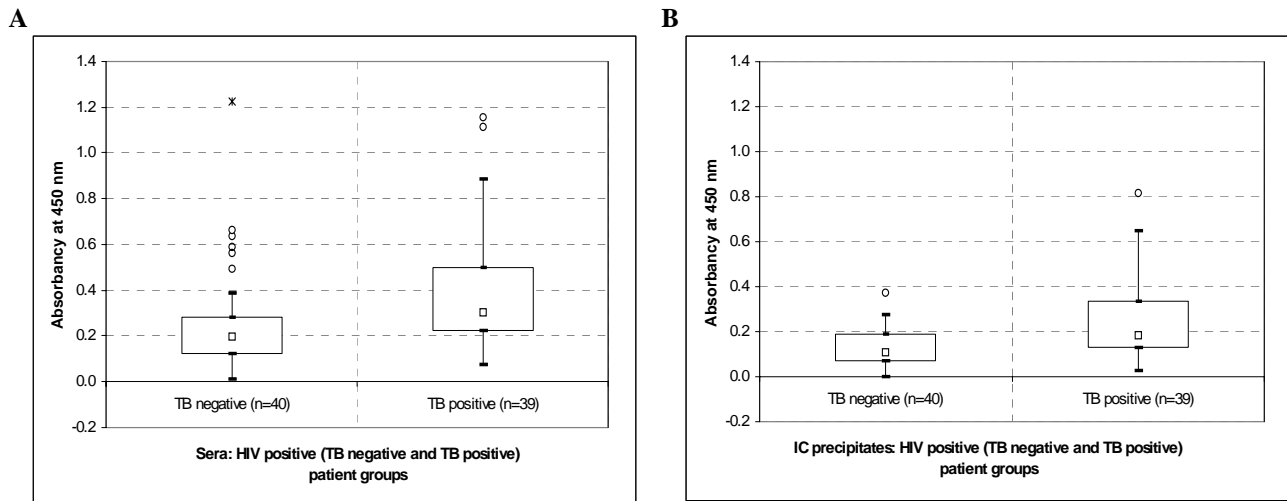 A
Absorbancy at 450 nm
1.4
1.2
1.0
0.8
0.6
0.4
0.2
0.0
-0.2
TB negative (n=40)
TB positive (n=39)
Sera: HIV positive (TB negative and TB positive)
patient groups
B
Absorbancy at 450 nm
1.4
1.2
1.0
0.8
0.6
0.4
0.2
0.0
-0.2
TB negative (n=40)
TB positive (n=39)
IC precipitates: HIV positive (TB negative and TB positive)
patient groups